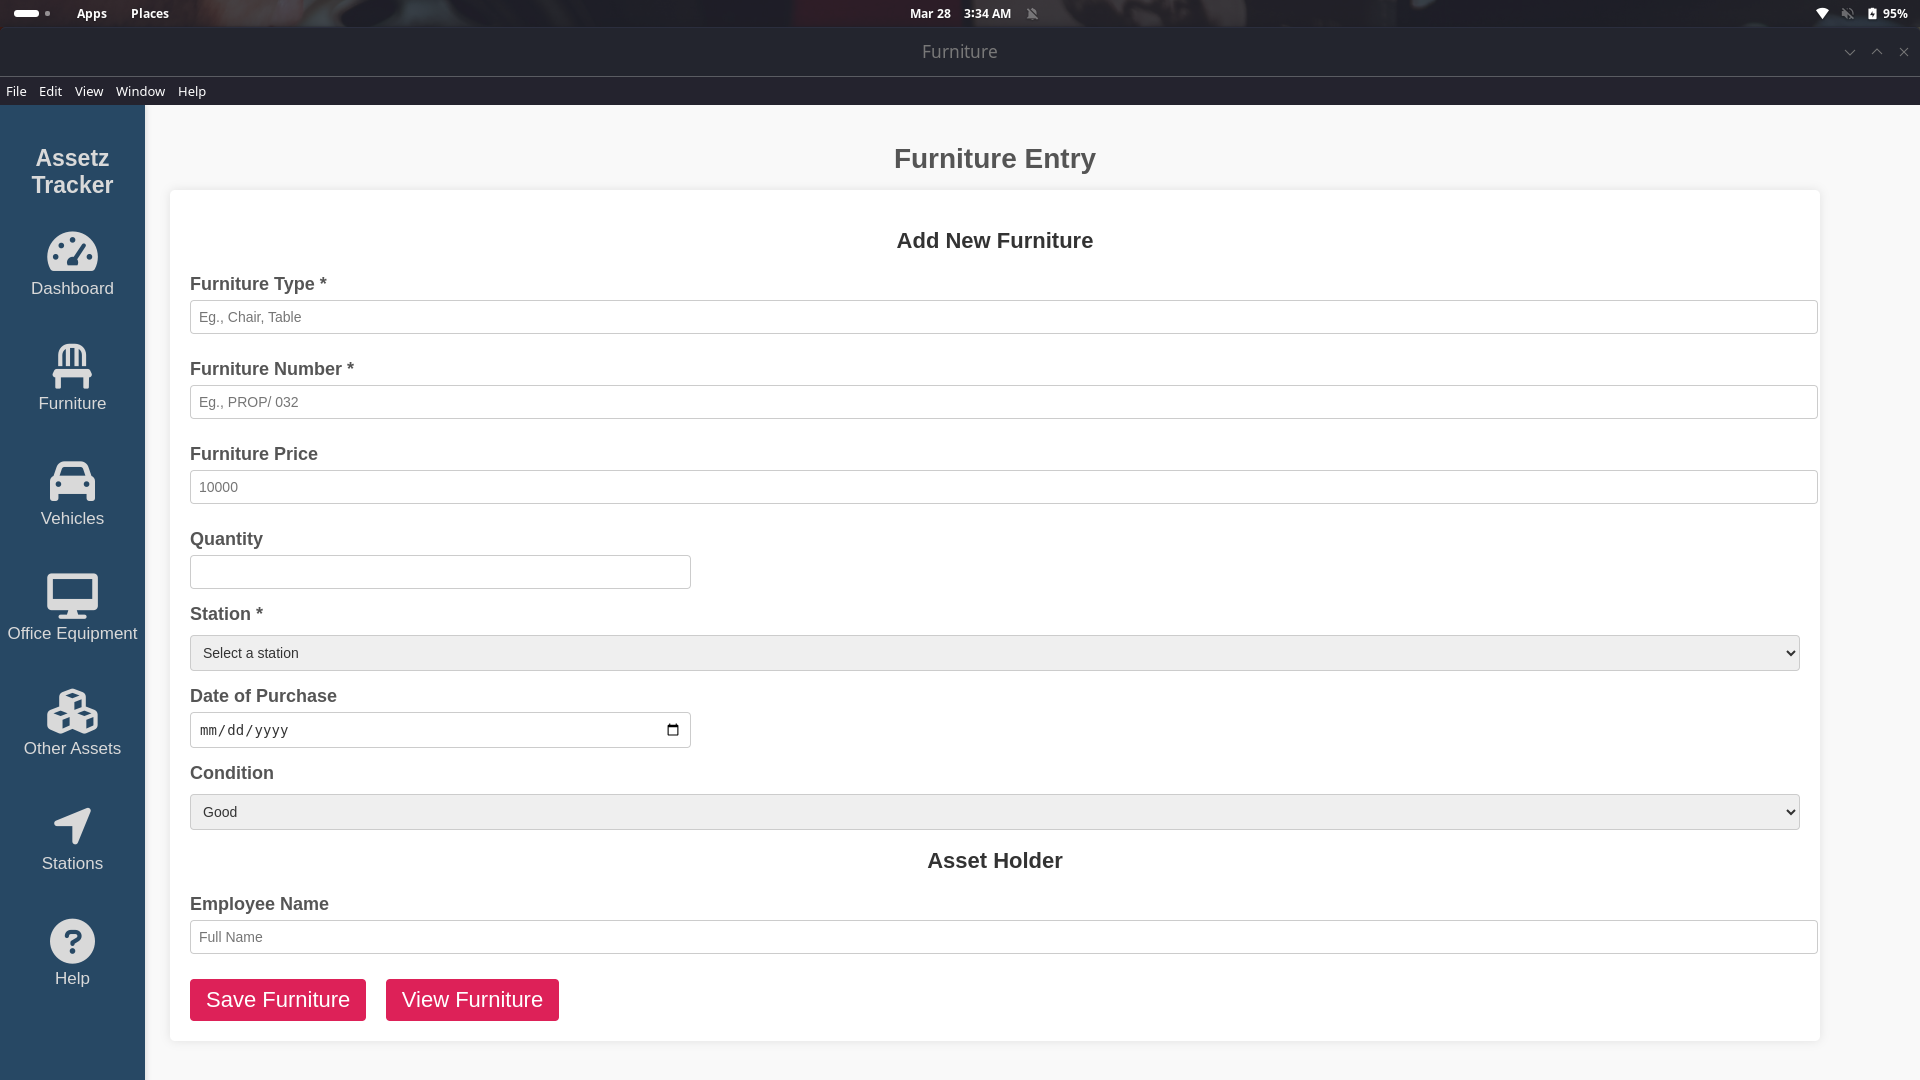 Apps Places Mar 28 3:34 AM 95%
Furniture
File Edit View Window Help
Assetz
Tracker
Dashboard
Furniture
Vehicles
Office Equipment
Other Assets
Stations
Help
Furniture Entry
Add New Furniture
Furniture Type *
Eg., Chair, Table
Furniture Number *
Eg., PROP/ 032
Furniture Price
10000
Quantity
Station *
Select a station
Date of Purchase
mm/dd/yyyy
Condition
Good
Asset Holder
Employee Name
Full Name
Save Furniture View Furniture